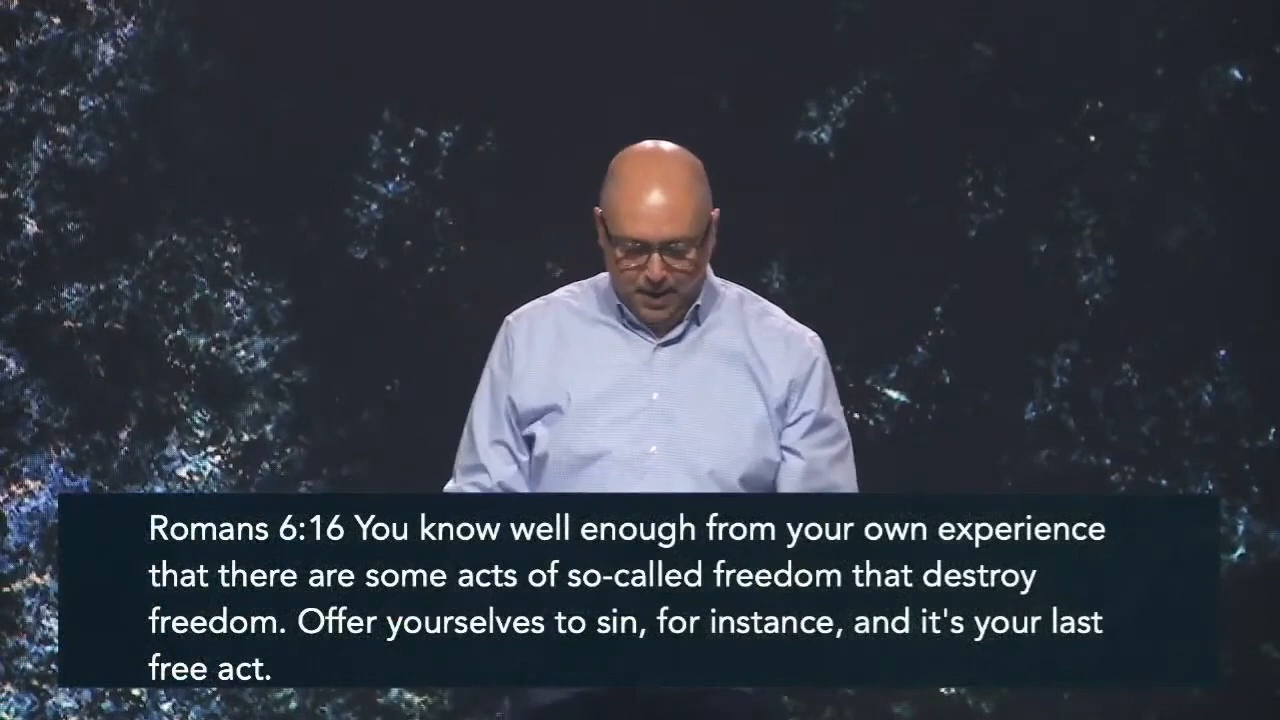 Romans 6:16 You know well enough from your own experience
that there are some acts of so-called freedom that destroy
freedom. Offer yourselves to sin, for instance, and it's your last
free act.